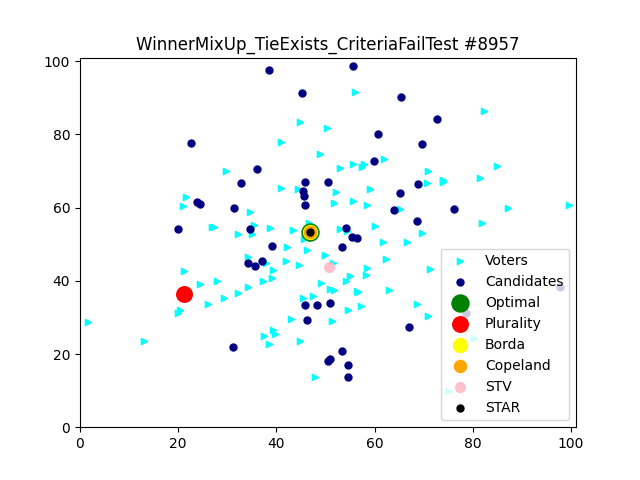 WinnerMixUp_TieExists_CriteriaFailTest #8957
100
80
60
40
20
0
0 20 40 60 80 100
Voters
Candidates
Optimal
Plurality
Borda
Copeland
STV
STAR